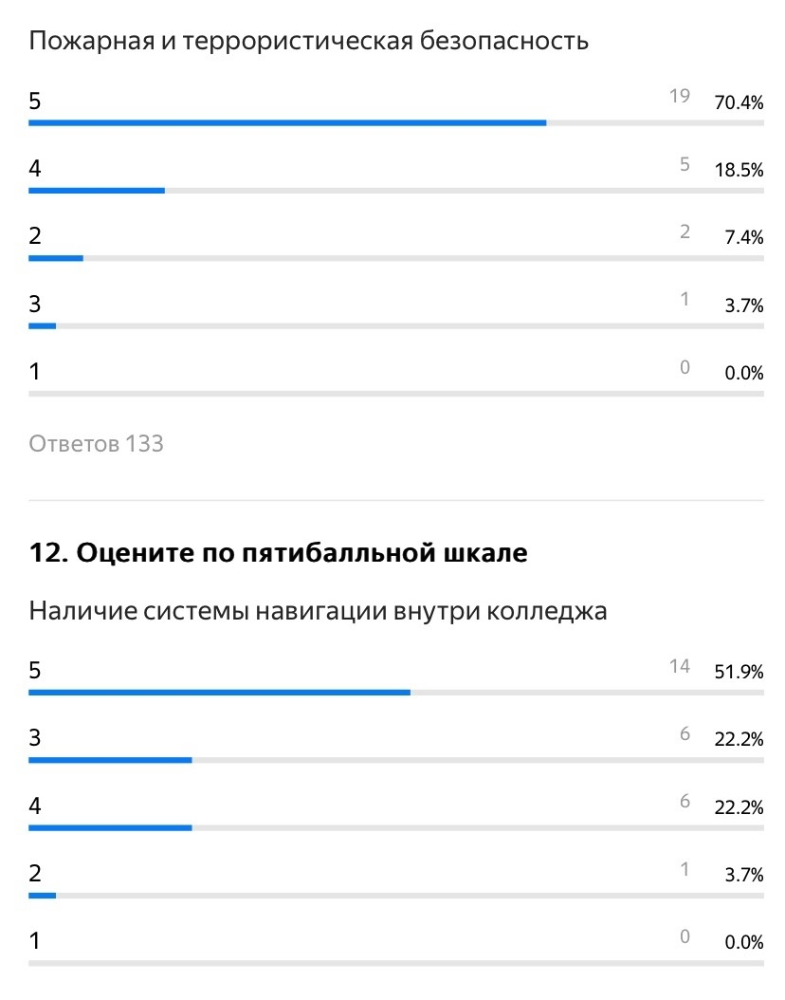 Пожарная и террористическая безопасность
5 19 70.4%
4 5 18.5%
2 2 7.4%
3 1 3.7%
1 0 0.0%
Ответов 133
12. Оцените по пятибалльной шкале
Наличие системы навигации внутри колледжа
5 14 51.9%
3 6 22.2%
4 6 22.2%
2 1 3.7%
1 0 0.0%